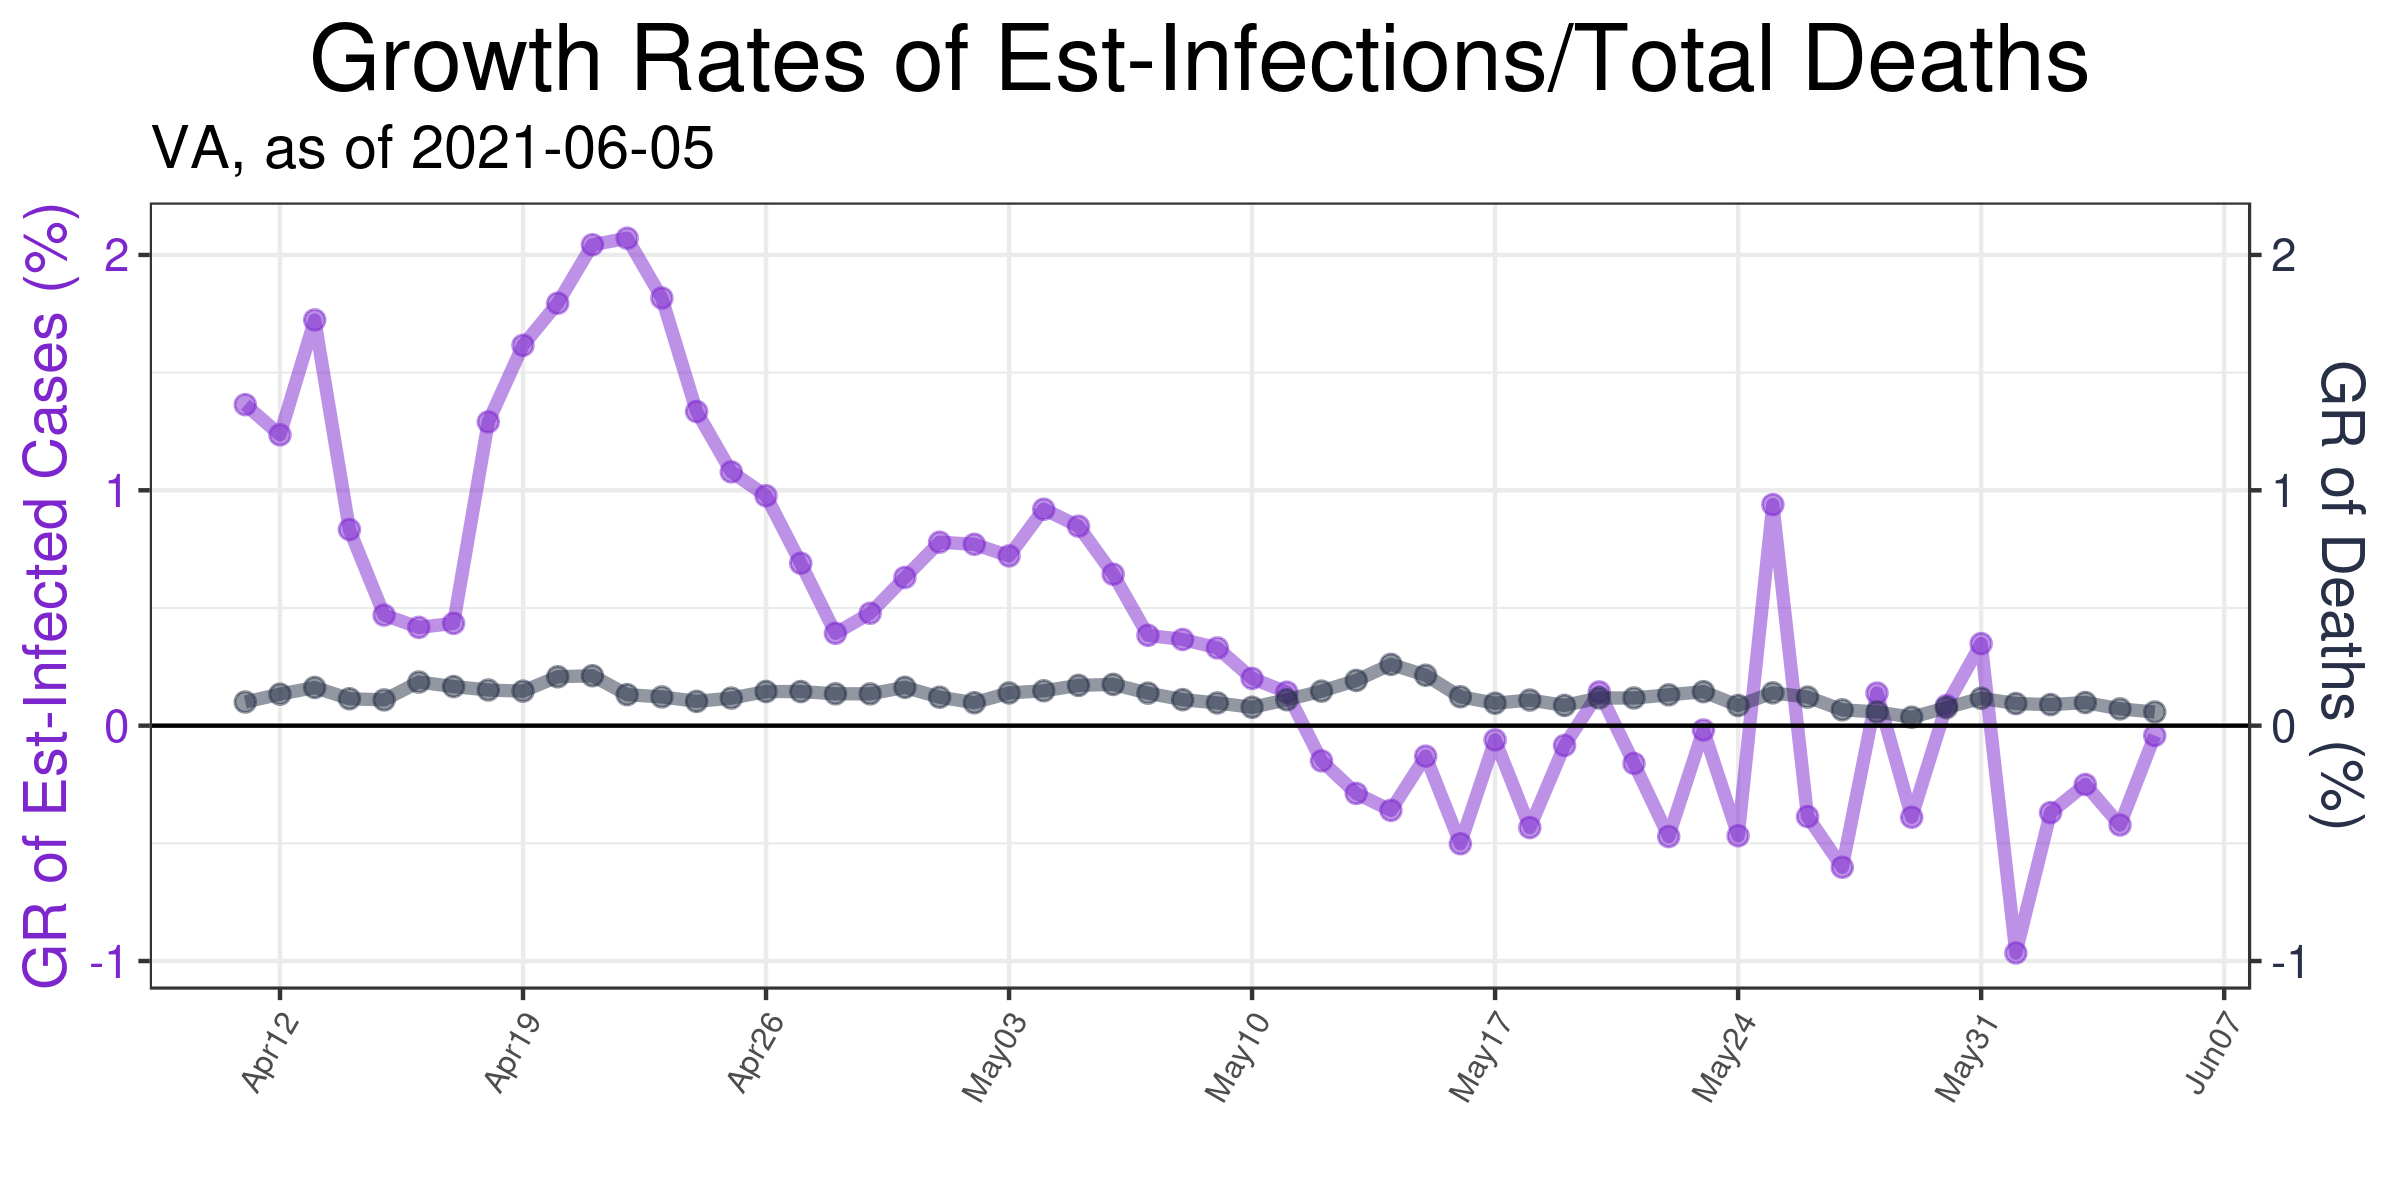 Growth Rates of Est-Infections/Total Deaths
VA, as of 2021-06-05
GR of Est-Infected Cases (%)
2
1
0
-1
2
1
0
-1
GR of Deaths (%)
Apr12
Apr19
Apr26
May03
May10
May17
May24
May31
Jun07